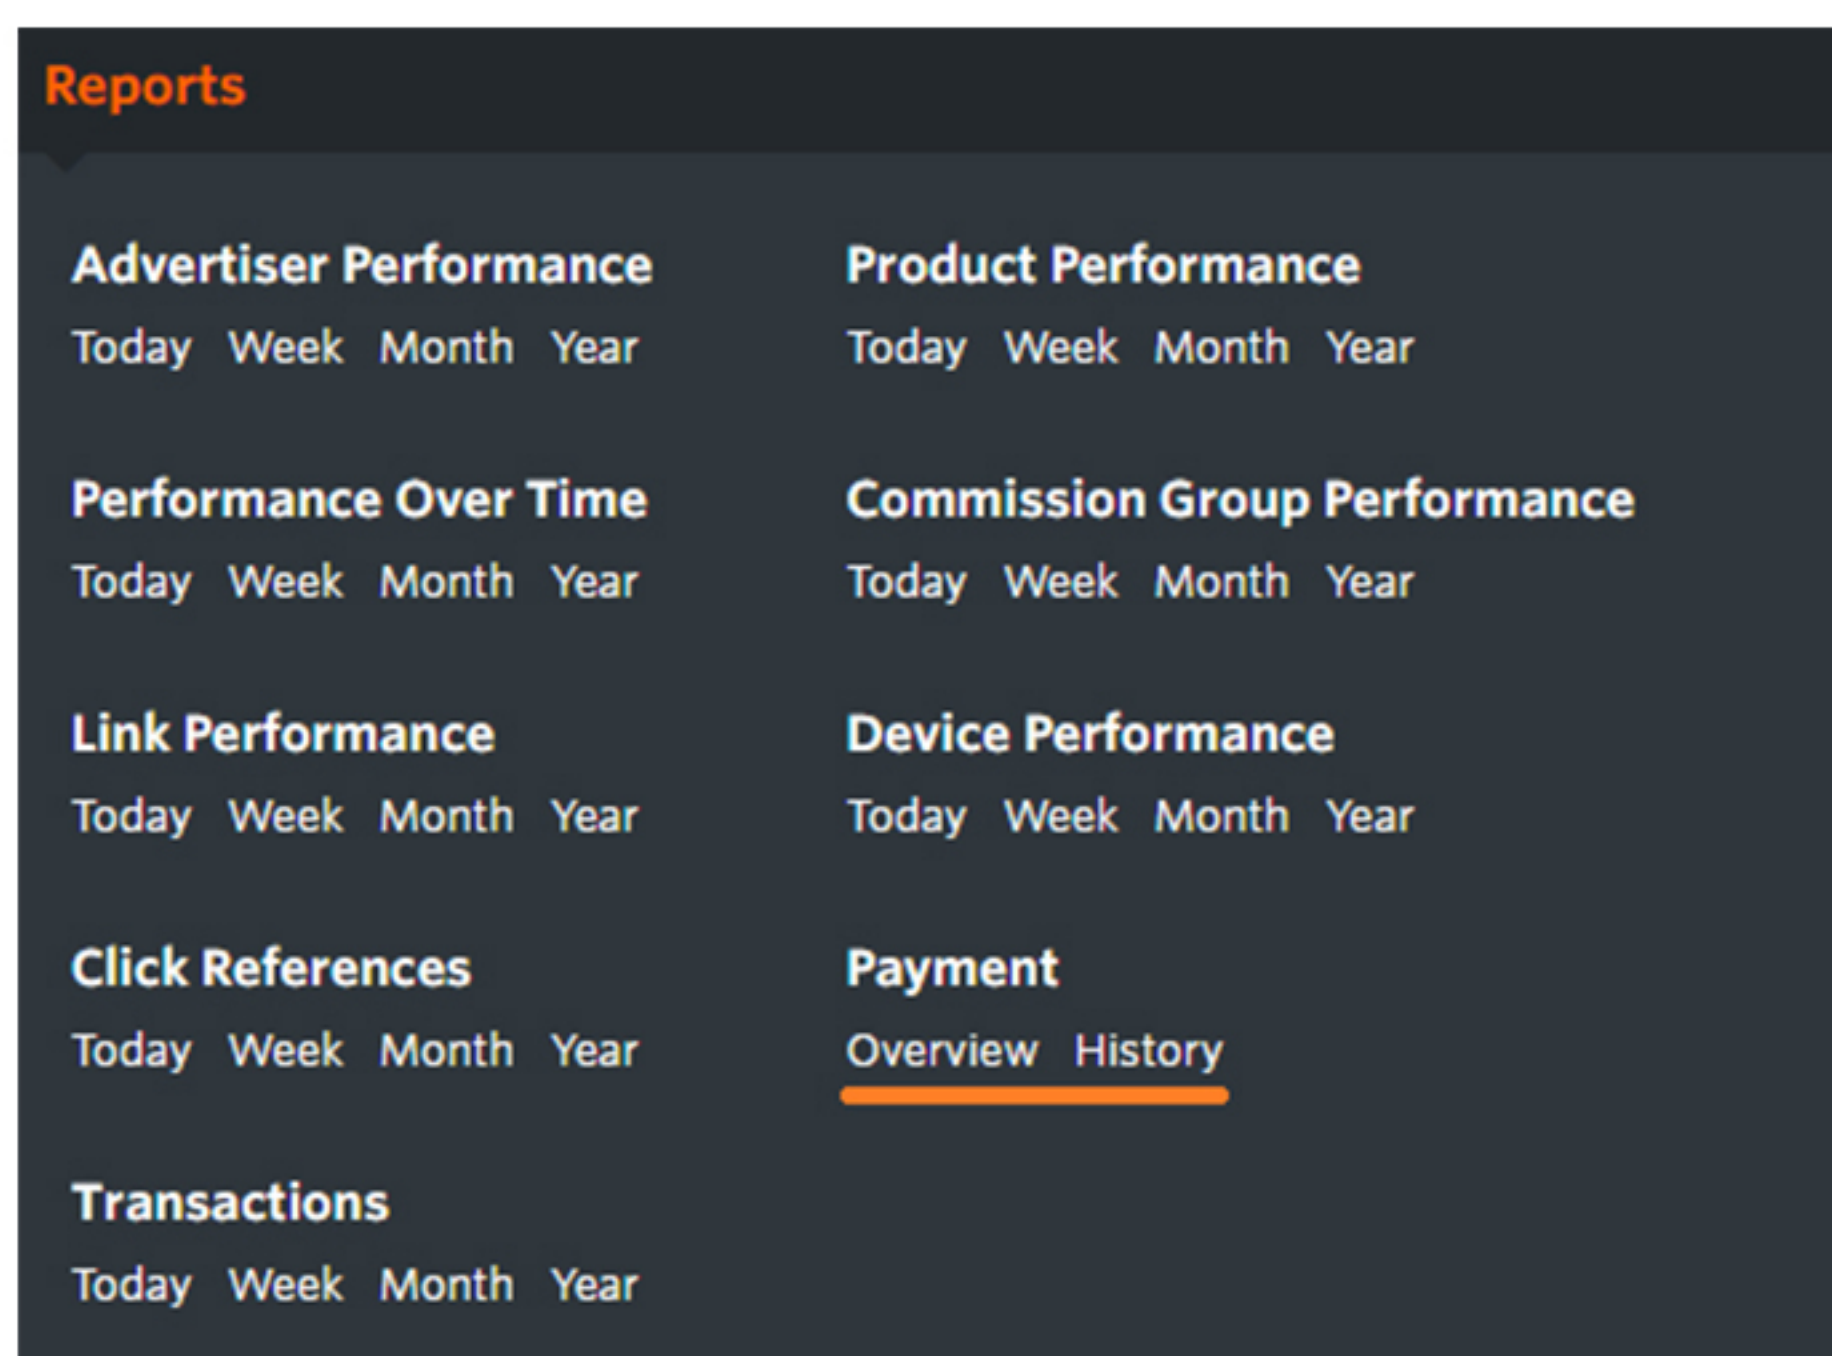 Reports
Advertiser Performance
Today Week Month Year
Performance Over Time
Today Week Month Year
Link Performance
Today Week Month Year
Click References
Today Week Month Year
Transactions
Today Week Month Year
Product Performance
Today Week Month Year
Commission Group Performance
Today Week Month Year
Device Performance
Today Week Month Year
Payment
Overview History